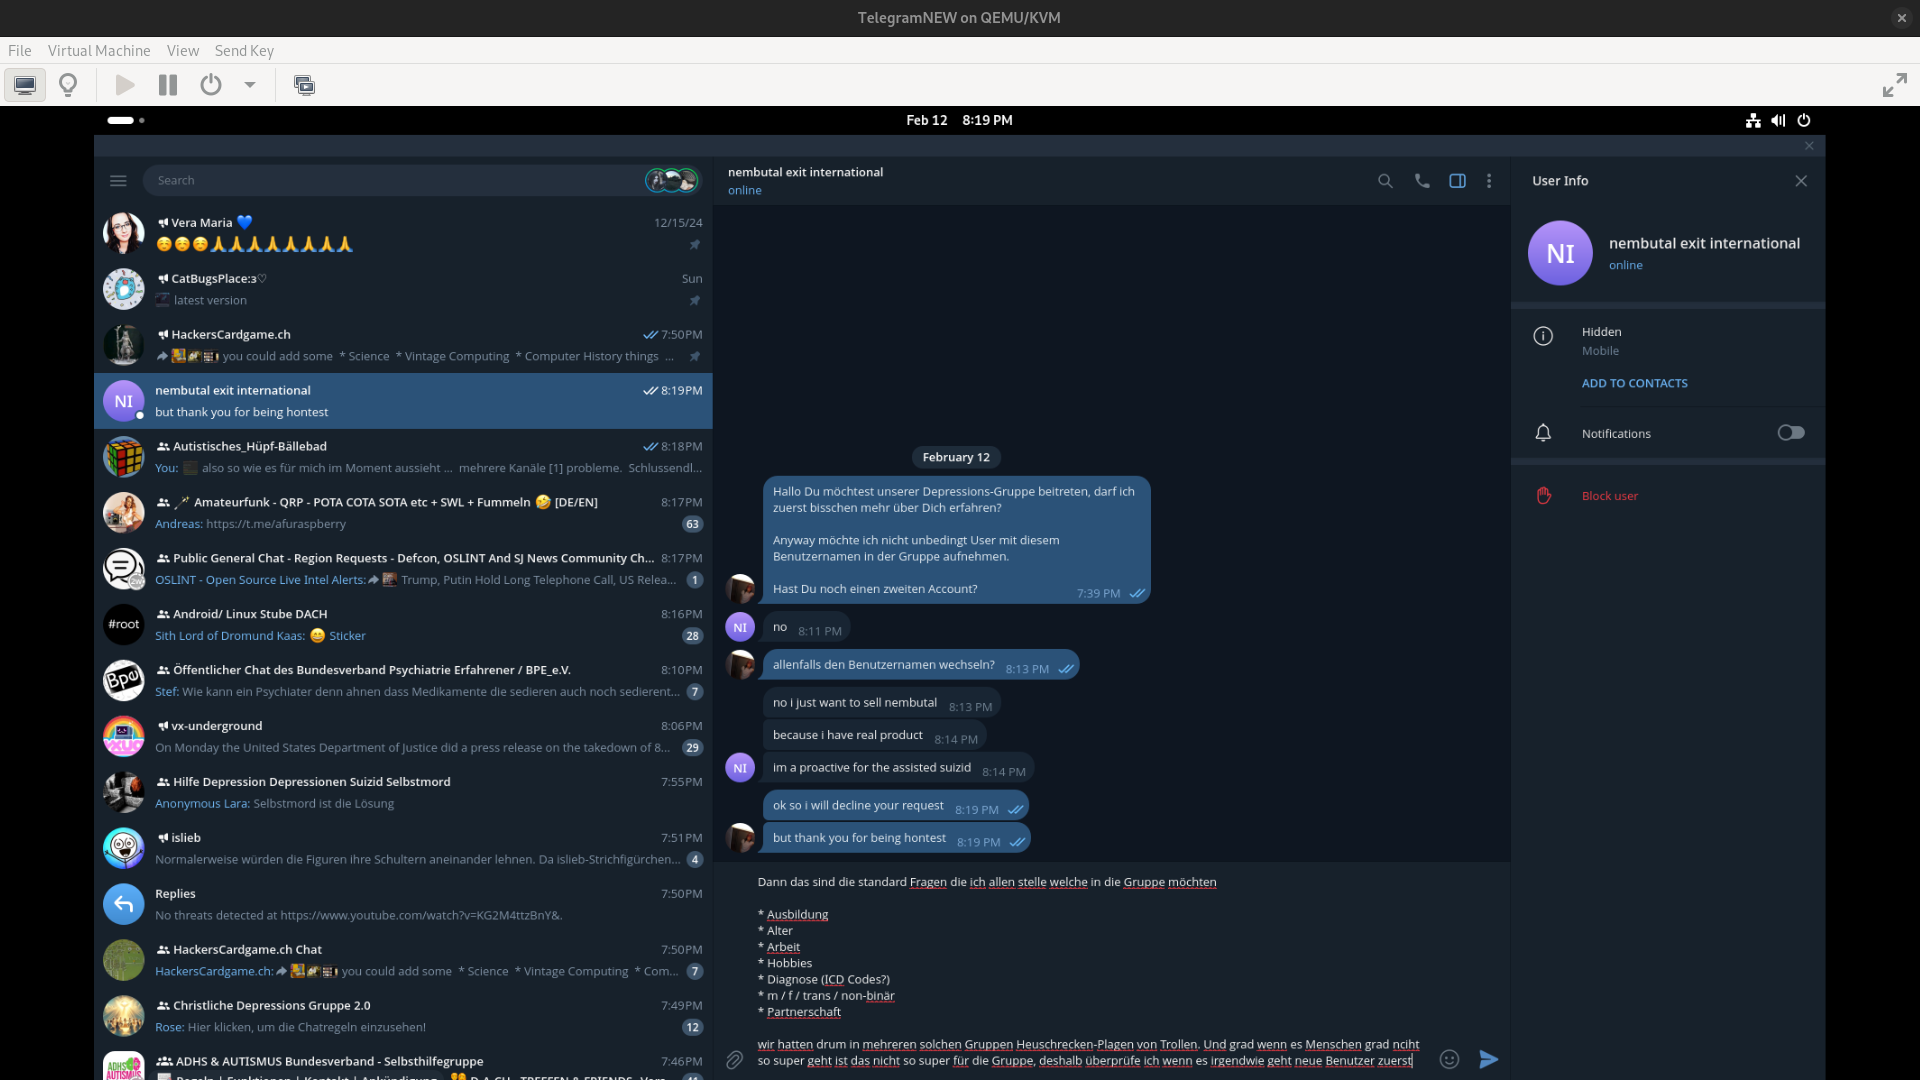 TelegramNEW on QEMU/KVM
File Virtual Machine View Send Key
Feb 12 8:19 PM
Search
Vera Maria 💙 12/15/24
☺️☺️☺️🙏🙏🙏🙏🙏🙏🙏🙏
CatBugsPlace:з♡ Sun
latest version
HackersCardgame.ch 7:50PM
you could add some * Science * Vintage Computing * Computer History things ...
nembutal exit international 8:19PM
but thank you for being hontest
Autistisches_Hüpf-Bällebad 8:18PM
You: also so wie es für mich im Moment aussieht ... mehrere Kanäle [1] probleme. Schlussendl...
Amateurfunk - QRP - POTA COTA SOTA etc + SWL + Fummeln 🤣 [DE/EN] 8:17PM
Andreas: https://t.me/afuraspberry 63
Public General Chat - Region Requests - Defcon, OSLINT And SJ News Community Ch... 8:17PM
OSLINT - Open Source Live Intel Alerts: Trump, Putin Hold Long Telephone Call, US Relea... 1
#root
Android/ Linux Stube DACH 8:16PM
Sith Lord of Dromund Kaas: 😄 Sticker 28
Bpe
Öffentlicher Chat des Bundesverband Psychiatrie Erfahrener / BPE_e.V. 8:10PM
Stef: Wie kann ein Psychiater denn ahnen dass Medikamente die sedieren auch noch sedierent... 7
vx-underground 8:06PM
On Monday the United States Department of Justice did a press release on the takedown of 8... 29
Hilfe Depression Depressionen Suizid Selbstmord 7:55PM
Anonymous Lara: Selbstmord ist die Lösung
islieb 7:51PM
Normalerweise würden die Figuren ihre Schultern aneinander lehnen. Da islieb-Strichfigürchen... 4
Replies 7:50PM
No threats detected at https://www.youtube.com/watch?v=KG2M4ttzBnY&.
HackersCardgame.ch Chat 7:50PM
HackersCardgame.ch: you could add some * Science * Vintage Computing * Com... 7
Christliche Depressions Gruppe 2.0 7:49PM
Rose: Hier klicken, um die Chatregeln einzusehen! 12
ADHS & AUTISMUS Bundesverband - Selbsthilfegruppe 7:46PM
nembutal exit international
online
February 12
Hallo Du möchtest unserer Depressions-Gruppe beitreten, darf ich
zuerst bisschen mehr über Dich erfahren?
Anyway möchte ich nicht unbedingt User mit diesem
Benutzernamen in der Gruppe aufnehmen.
Hast Du noch einen zweiten Account? 7:39 PM
NI
no 8:11 PM
allenfalls den Benutzernamen wechseln? 8:13 PM
no i just want to sell nembutal 8:13 PM
because i have real product 8:14 PM
NI
im a proactive for the assisted suizid 8:14 PM
ok so i will decline your request 8:19 PM
but thank you for being hontest 8:19 PM
Dann das sind die standard Fragen die ich allen stelle welche in die Gruppe möchten
* Ausbildung
* Alter
* Arbeit
* Hobbies
* Diagnose (ICD Codes?)
* m / f / trans / non-binär
* Partnerschaft
wir hatten drum in mehreren solchen Gruppen Heuschrecken-Plagen von Trollen. Und grad wenn es Menschen grad nciht
so super geht ist das nicht so super für die Gruppe, deshalb überprüfe ich wenn es irgendwie geht neue Benutzer zuerst
User Info
NI
nembutal exit international
online
Hidden
Mobile
ADD TO CONTACTS
Notifications
Block user